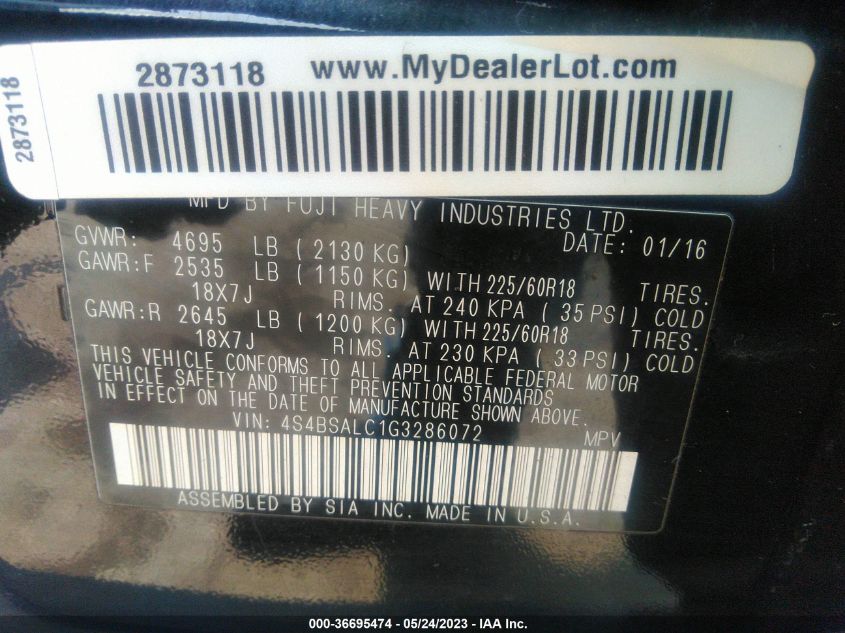 2873118
2873118 www.MyDealerLot.com
MFD BY FUJI HEAVY INDUSTRIES LTD.
GVWR: 4695 LB ( 2130 KG) DATE: 01/16
GAWR:F 2535 LB ( 1150 KG) WITH 225/60R18 TIRES.
18X7J RIMS. AT 240 KPA ( 35 PSI) COLD
GAWR:R 2645 LB ( 1200 KG) WITH 225/60R18 TIRES.
18X7J RIMS. AT 230 KPA ( 33 PSI) COLD
THIS VEHICLE CONFORMS TO ALL APPLICABLE FEDERAL MOTOR
VEHICLE SAFETY AND THEFT PREVENTION STANDARDS
IN EFFECT ON THE DATE OF MANUFACTURE SHOWN ABOVE.
VIN: 4S4BSALC1G3286072 MPV
ASSEMBLED BY SIA INC. MADE IN U.S.A.
000-36695474 - 05/24/2023 - IAA Inc.